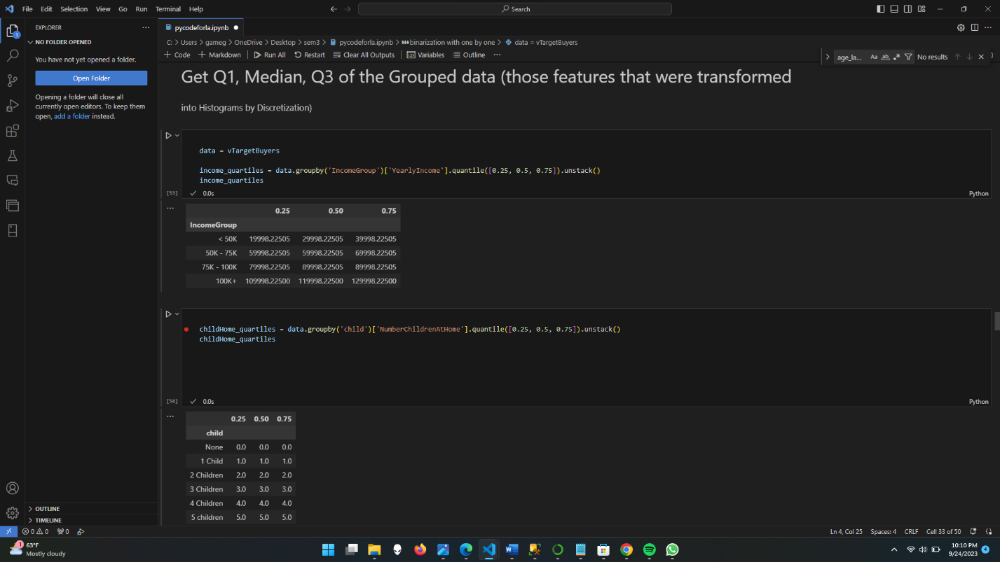 File Edit Selection View Go Run Terminal Help
Search
EXPLORER
NO FOLDER OPENED
You have not yet opened a folder.
Open Folder
Opening a folder will close all
currently open editors. To keep them
open, add a folder instead.
OUTLINE
TIMELINE
1
pycodeforla.ipynb
C: > Users > gameg > OneDrive > Desktop > sem3 > pycodeforla.ipynb > M↓binarization with one by one > data = vTargetBuyers
+ Code + Markdown Run All Restart Clear All Outputs Variables Outline ...
age_la... Aa ab .* No results
Get Q1, Median, Q3 of the Grouped data (those features that were transformed
into Histograms by Discretization)
data = vTargetBuyers
income_quartiles = data.groupby('IncomeGroup')['YearlyIncome'].quantile([0.25, 0.5, 0.75]).unstack()
income_quartiles
[53] 0.0s Python
0.25 0.50 0.75
IncomeGroup
< 50K 19998.22505 29998.22505 39998.22505
50K - 75K 59998.22505 59998.22505 69998.22505
75K - 100K 79998.22505 89998.22505 89998.22505
100K+ 109998.22500 119998.22500 129998.22500
childHome_quartiles = data.groupby('child')['NumberChildrenAtHome'].quantile([0.25, 0.5, 0.75]).unstack()
childHome_quartiles
[54] 0.0s Python
0.25 0.50 0.75
child
None 0.0 0.0 0.0
1 Child 1.0 1.0 1.0
2 Children 2.0 2.0 2.0
3 Children 3.0 3.0 3.0
4 Children 4.0 4.0 4.0
5 children 5.0 5.0 5.0
0 0 0 Ln 4, Col 25 Spaces: 4 CRLF Cell 33 of 50
1
63°F
Mostly cloudy
W
10:10 PM
9/24/2023
4